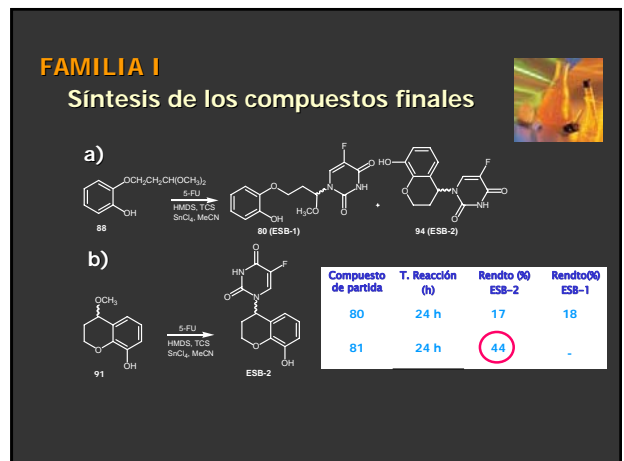 FAMILIA I
Síntesis de los compuestos finales
a)
OCH₂CH₂CH(OCH₃)₂
OH
88
5-FU
HMDS, TCS
SnCl₄, MeCN
F
O
O
N
NH
H₃CO
O
OH
80 (ESB-1)
+
HO
F
O
O
N
NH
O
94 (ESB-2)
b)
OCH₃
O
OH
91
5-FU
HMDS, TCS
SnCl₄, MeCN
O
HN
F
O
N
O
OH
ESB-2
Compuesto de partida T. Reacción (h) Rendto (%) ESB-2 Rendto(%) ESB-1
80 24 h 17 18
81 24 h 44 -